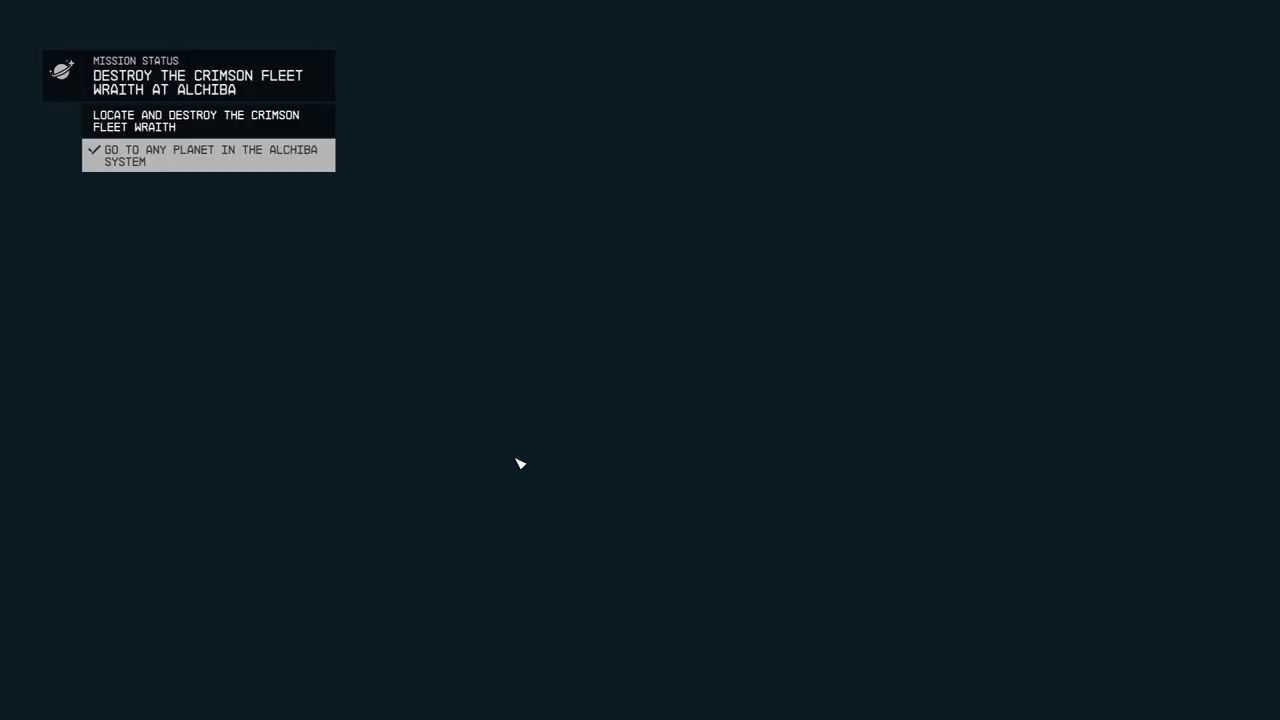 MISSION STATUS
DESTROY THE CRIMSON FLEET
WRAITH AT ALCHIBA
LOCATE AND DESTROY THE CRIMSON
FLEET WRAITH
GO TO ANY PLANET IN THE ALCHIBA
SYSTEM